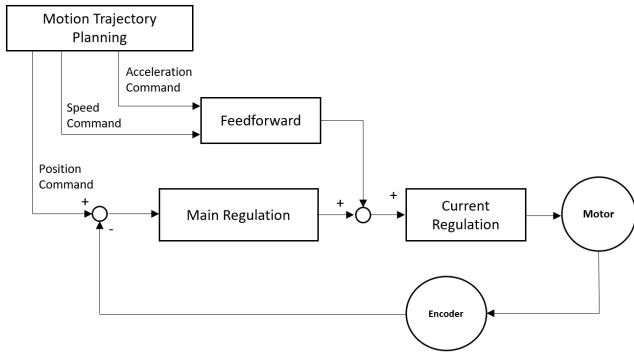 Motion Trajectory
Planning
Acceleration
Command
Speed
Command
Feedforward
Position
Command
+
-
Main Regulation
+
+
Current
Regulation
Motor
Encoder